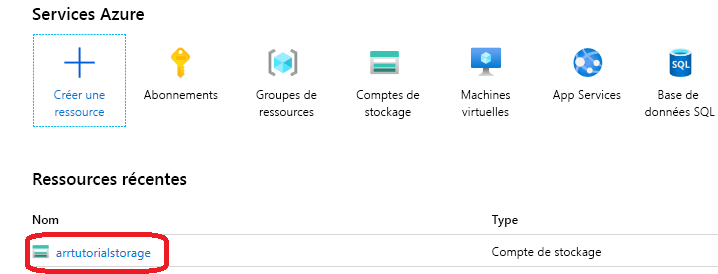 Services Azure
Créer une ressource
Abonnements
Groupes de ressources
Comptes de stockage
Machines virtuelles
App Services
SQL
Base de données SQL
Ressources récentes
Nom Type
arrtutorialstorage Compte de stockage